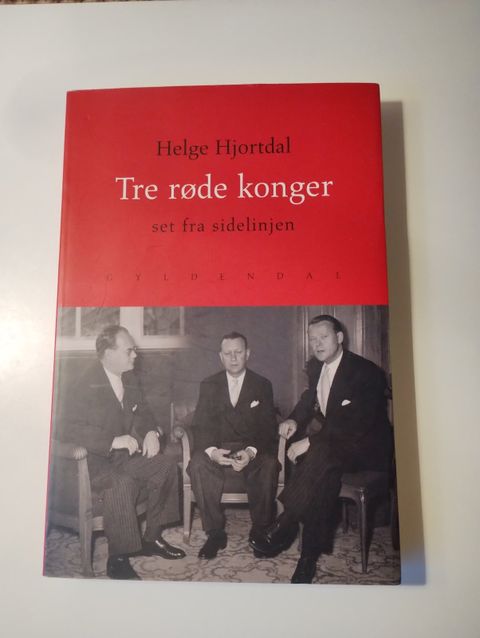 Helge Hjortdal
Tre røde konger
set fra sidelinjen
GYLDENDAL